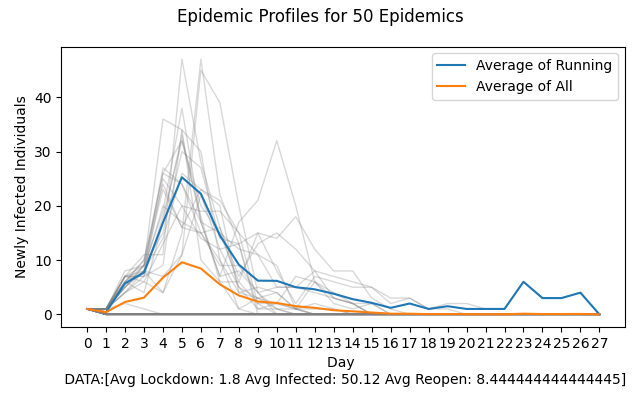 Epidemic Profiles for 50 Epidemics
Average of Running
Average of All
Newly Infected Individuals
40
30
20
10
0
0 1 2 3 4 5 6 7 8 9 10 11 12 13 14 15 16 17 18 19 20 21 22 23 24 25 26 27
Day
DATA:[Avg Lockdown: 1.8 Avg Infected: 50.12 Avg Reopen: 8.444444444444445]